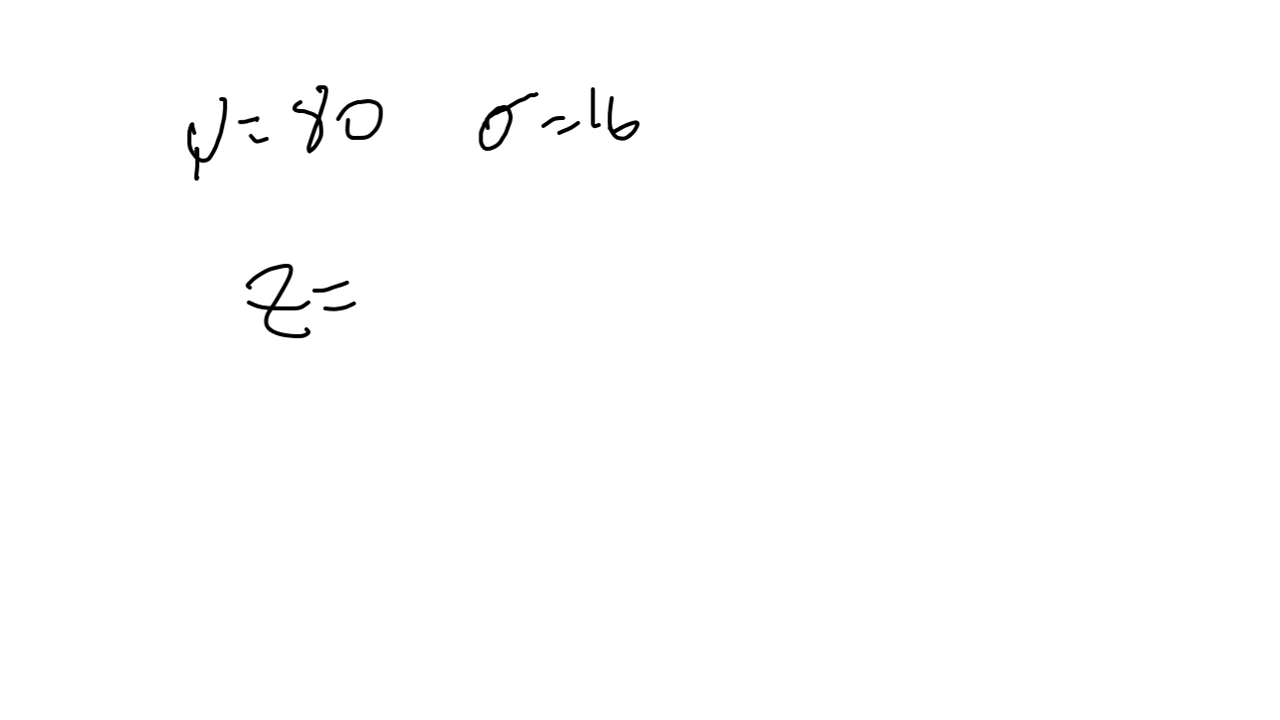 μ = 80 σ = 16
z =